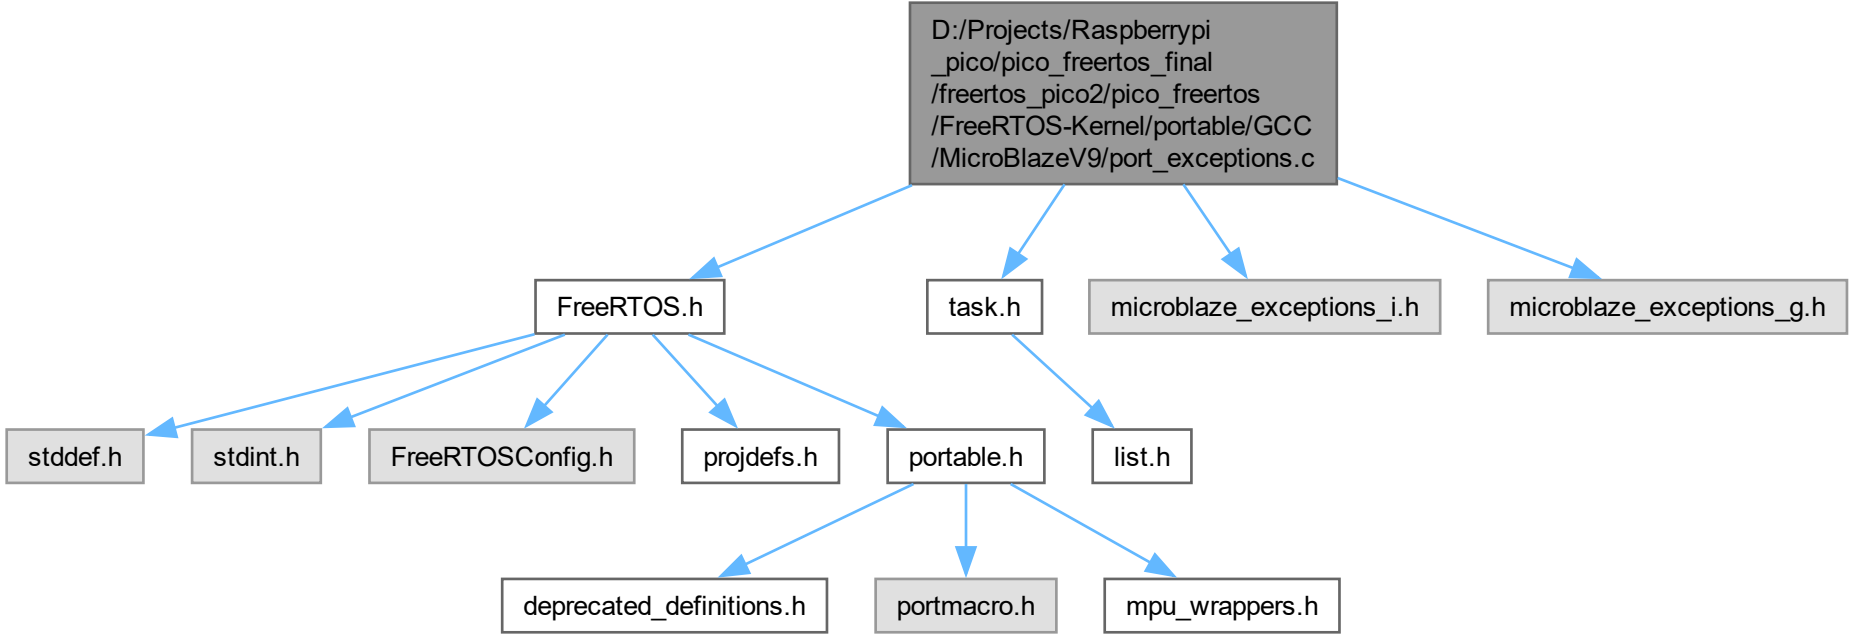 D:/Projects/Raspberrypi
_pico/pico_freertos_final
/freertos_pico2/pico_freertos
/FreeRTOS-Kernel/portable/GCC
/MicroBlazeV9/port_exceptions.c
FreeRTOS.h
task.h
microblaze_exceptions_i.h
microblaze_exceptions_g.h
stddef.h
stdint.h
FreeRTOSConfig.h
projdefs.h
portable.h
list.h
deprecated_definitions.h
portmacro.h
mpu_wrappers.h